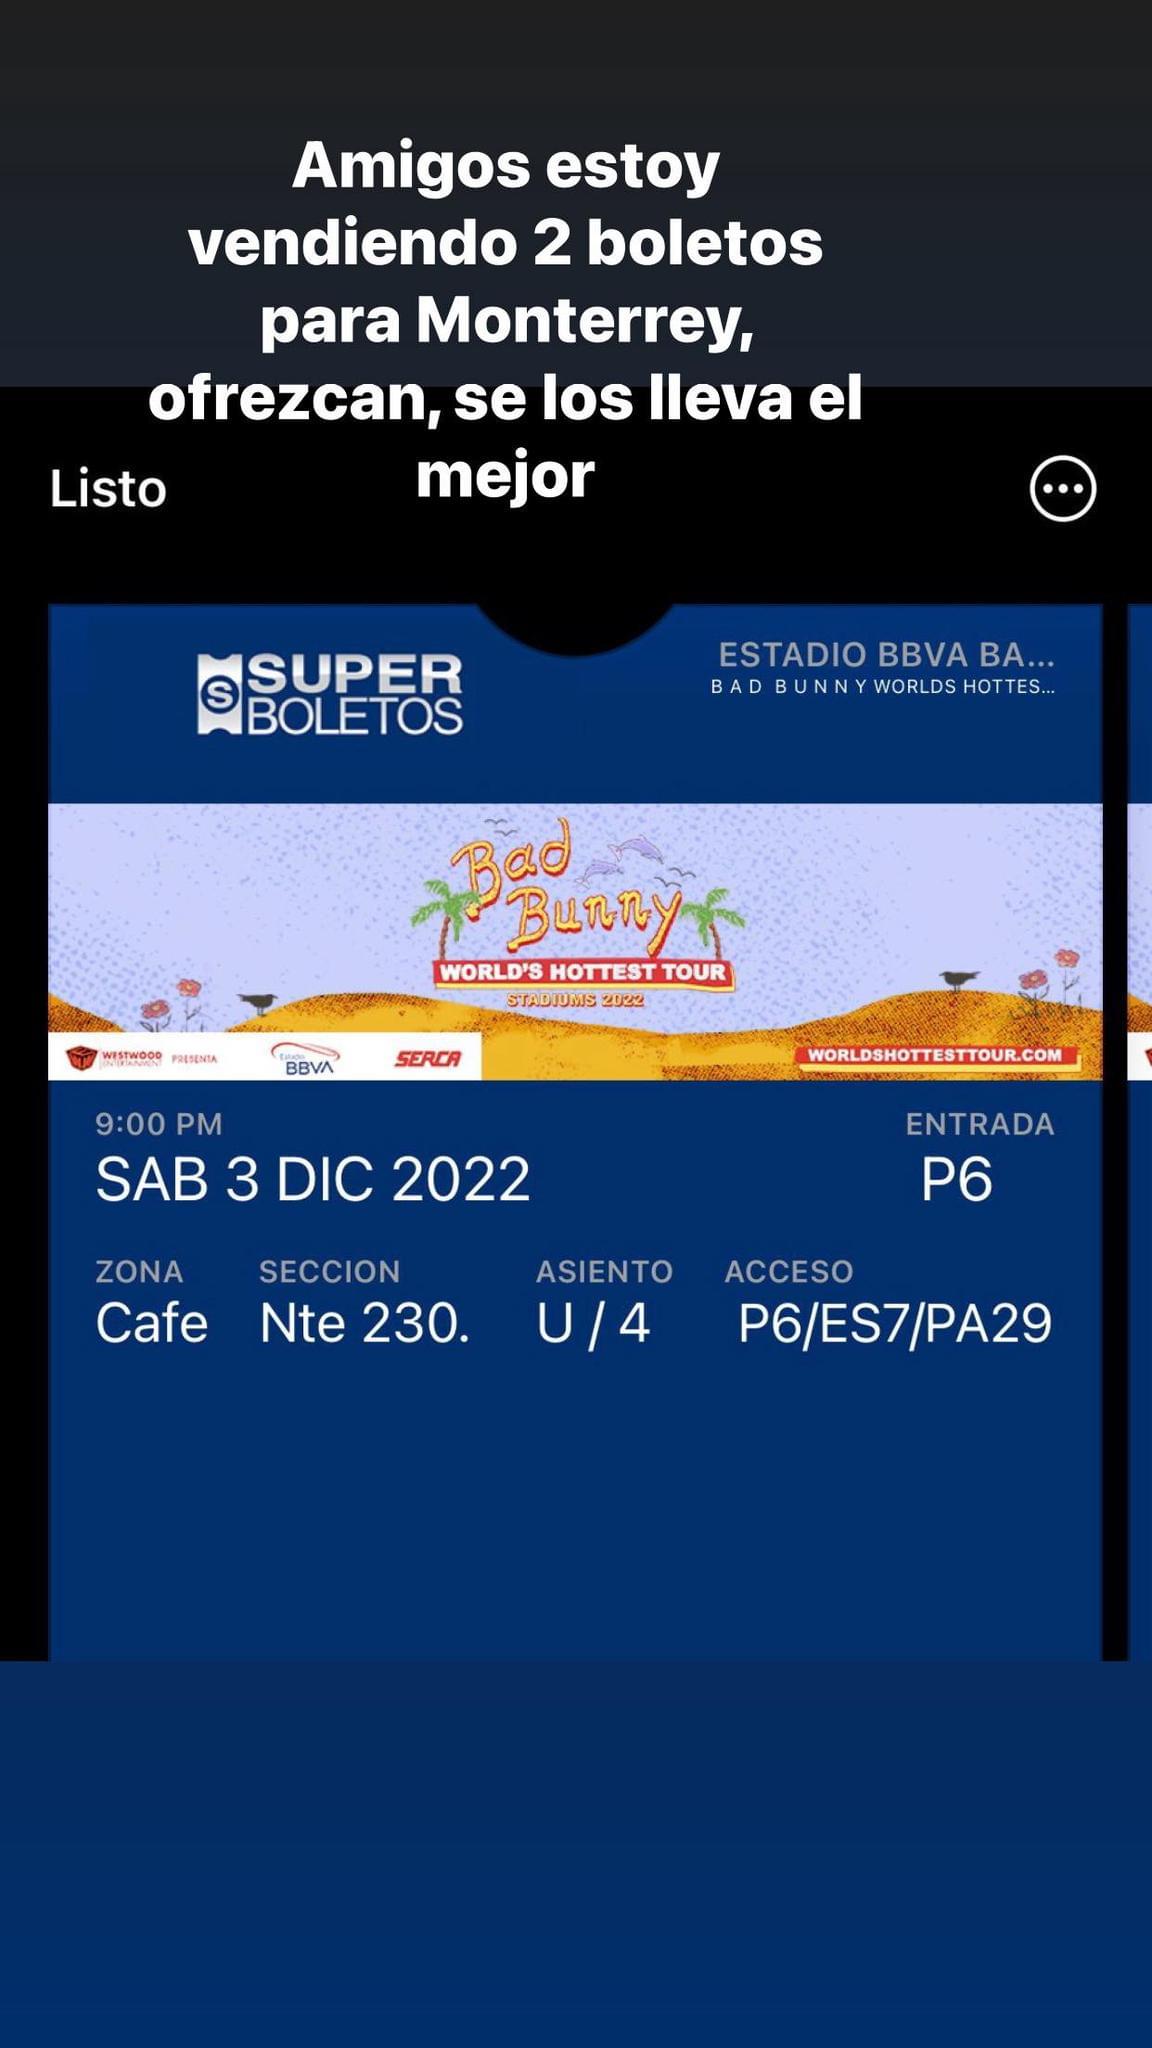 Amigos estoy
vendiendo 2 boletos
para Monterrey,
ofrezcan, se los lleva el
mejor
Listo
SUPER
BOLETOS
ESTADIO BBVA BA...
B A D B U N N Y WORLDS HOTTES...
Bad
Bunny
WORLD'S HOTTEST TOUR
STADIUMS 2022
WESTWOOD
ENTERTAINMENT
PRESENTA
Estadio
BBVA
SERCA
WORLDSHOTTESTTOUR.COM
9:00 PM
ENTRADA
SAB 3 DIC 2022
P6
ZONA SECCION ASIENTO ACCESO
Cafe Nte 230. U / 4 P6/ES7/PA29